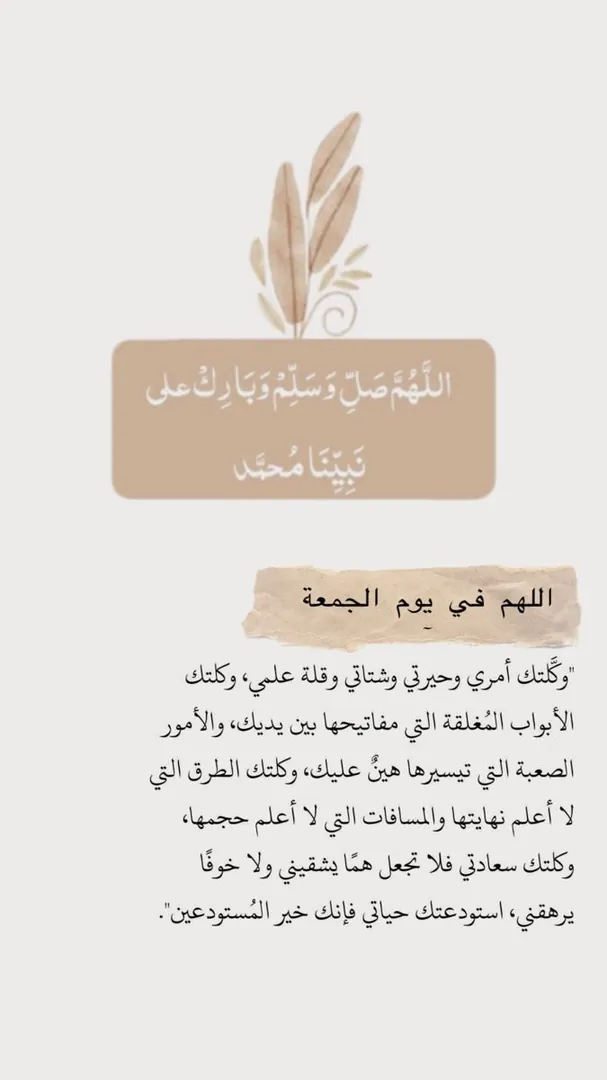 اللَّهُمَّ صَلِّ وَسَلِّمْ وَبَارِكْ على
نَبِيِّنَا مُحمَّد
اللهم في يوم الجمعة
"وكَّلتك أمري وحيرتي وشتاتي وقلة علمي، وكلتك
الأبواب المُغلقة التي مفاتيحها بين يديك، والأمور
الصعبة التي تيسيرها هينٌ عليك، وكلتك الطرق التي
لا أعلم نهايتها والمسافات التي لا أعلم حجمها،
وكلتك سعادتي فلا تجعل همًا يشقيني ولا خوفًا
يرهقني، استودعتك حياتي فإنك خير المُستودعين".